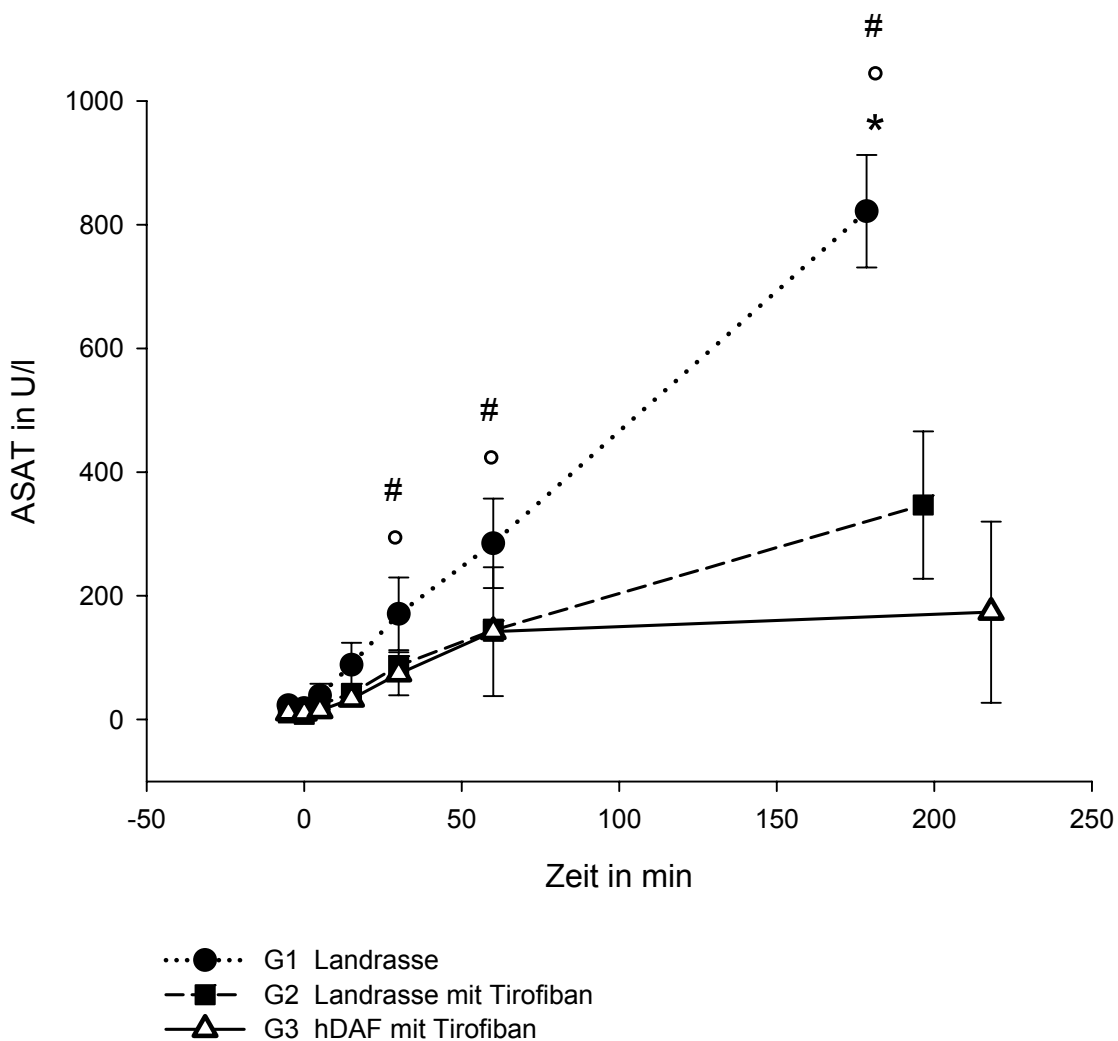 #
°
*
1000
#
°
#
°
800
600
400
200
0
ASAT in U/l
-50 0 50 100 150 200 250
Zeit in min
G1 Landrasse
G2 Landrasse mit Tirofiban
G3 hDAF mit Tirofiban